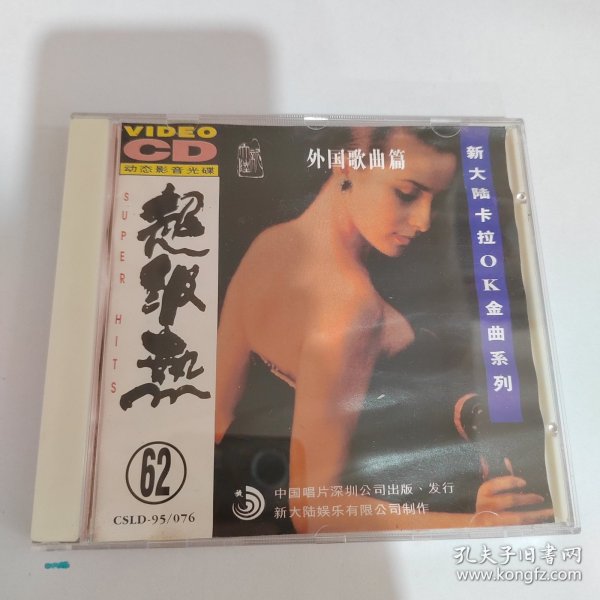 VIDEO
CD
动态影音光碟
SUPER HITS
超级热
62
CSLD-95/076
外国歌曲篇
新大陆卡拉OK金曲系列
中国唱片深圳公司出版、发行
新大陆娱乐有限公司制作
孔夫子旧书网
www.kongfz.com